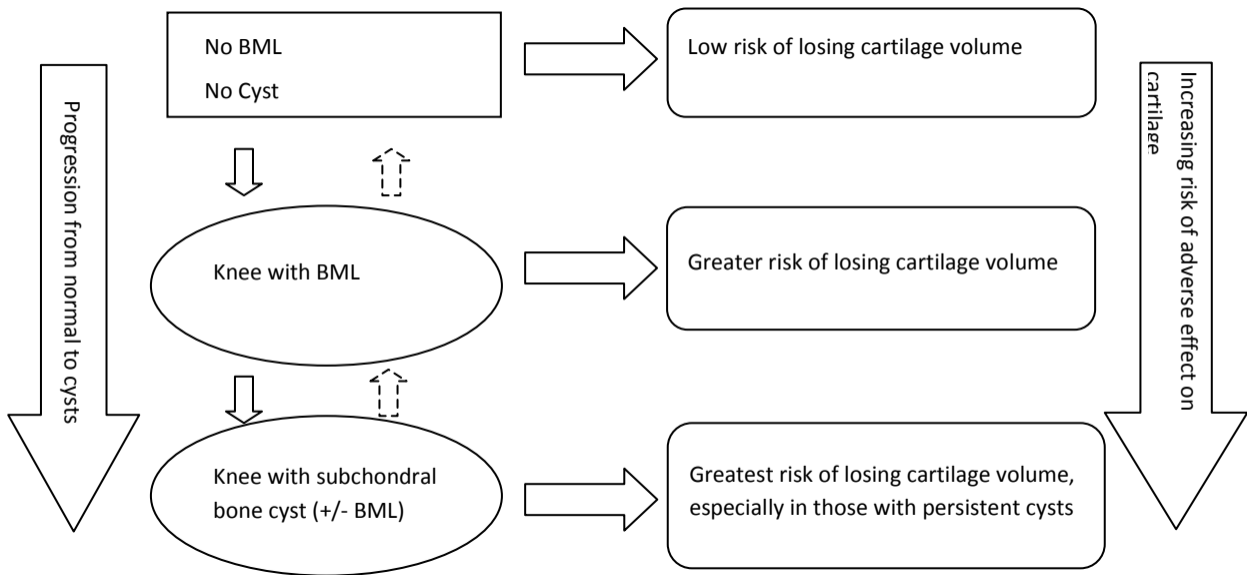 No BML
No Cyst
Low risk of losing cartilage volume
Progression from normal to cysts
Increasing risk of adverse effect on
cartilage
Knee with BML
Greater risk of losing cartilage volume
Knee with subchondral
bone cyst (+/- BML)
Greatest risk of losing cartilage volume,
especially in those with persistent cysts